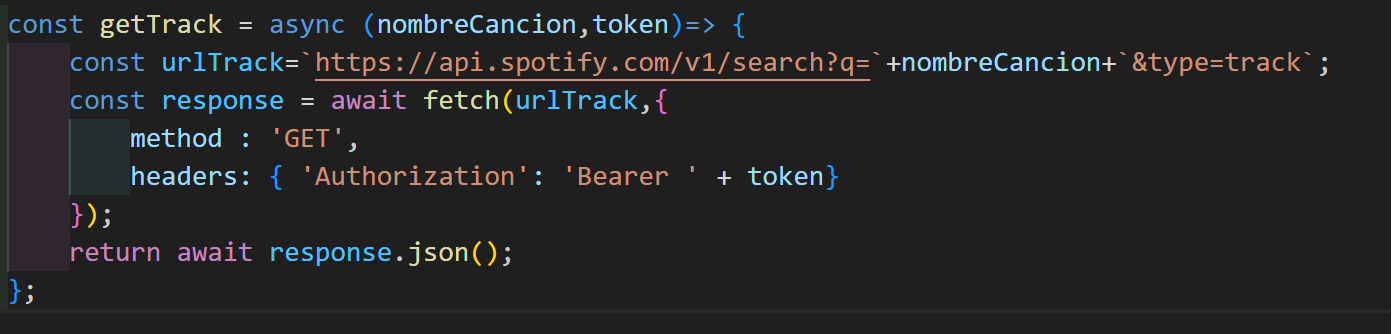 const getTrack = async (nombreCancion,token)=> {
    const urlTrack=`https://api.spotify.com/v1/search?q=`+nombreCancion+`&type=track`;
    const response = await fetch(urlTrack,{
        method : 'GET',
        headers: { 'Authorization': 'Bearer ' + token}
    });
    return await response.json();
};